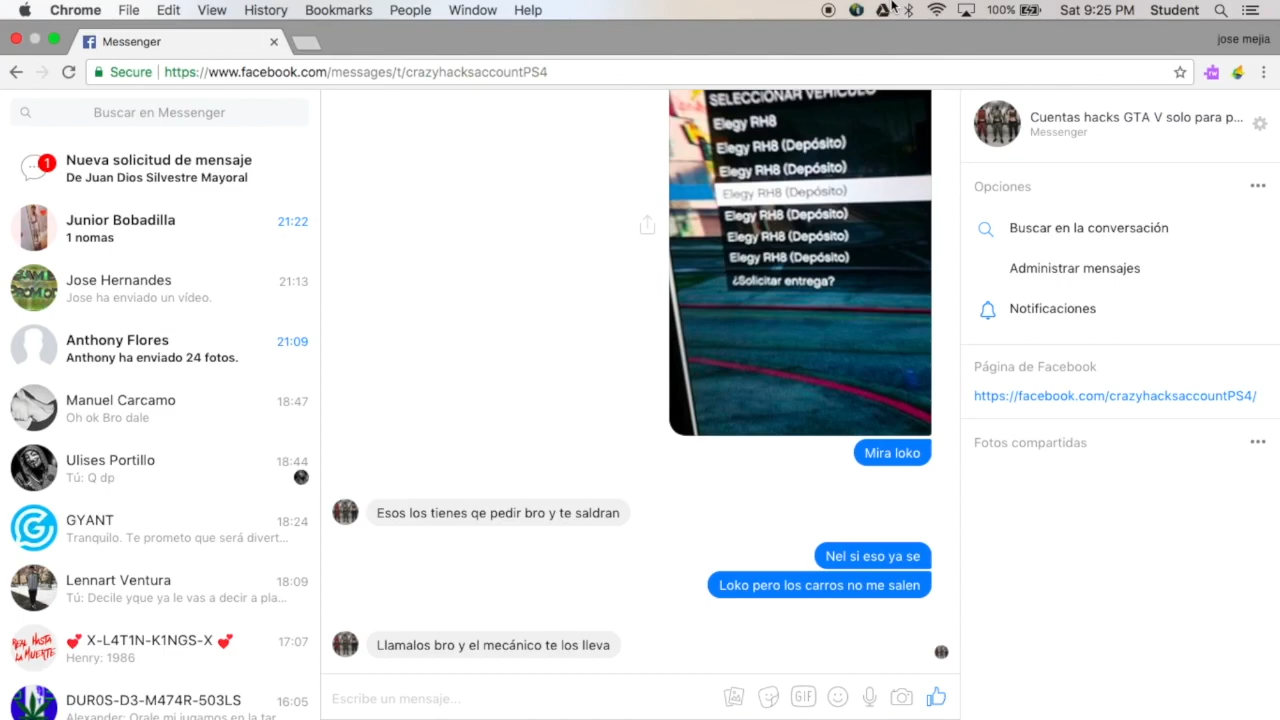 Chrome File Edit View History Bookmarks People Window Help 100% Sat 9:25 PM Student
Messenger
jose mejia
Secure https://www.facebook.com/messages/t/crazyhacksaccountPS4
Buscar en Messenger
Nueva solicitud de mensaje
De Juan Dios Silvestre Mayoral
1
Junior Bobadilla 21:22
1 nomas
Jose Hernandes 21:13
Jose ha enviado un vídeo.
Anthony Flores 21:09
Anthony ha enviado 24 fotos.
Manuel Carcamo 18:47
Oh ok Bro dale
Ulises Portillo 18:44
Tú: Q dp
GYANT 18:24
Tranquilo. Te prometo que será divert...
Lennart Ventura 18:09
Tú: Decile yque ya le vas a decir a pla...
REAL HASTA
LA MUERTE
💕 X-L4T1N-K1NGS-X 💕 17:07
Henry: 1986
DUR0S-D3-M474R-503LS 16:05
Alexander: Orale mi jugamos en la tar
SELECCIONAR VEHÍCULO
Elegy RH8
Elegy RH8 (Depósito)
Elegy RH8 (Depósito)
Elegy RH8 (Depósito)
Elegy RH8 (Depósito)
Elegy RH8 (Depósito)
Elegy RH8 (Depósito)
¿Solicitar entrega?
Mira loko
Esos los tienes qe pedir bro y te saldran
Nel si eso ya se
Loko pero los carros no me salen
Llamalos bro y el mecánico te los lleva
Escribe un mensaje...
GIF
Cuentas hacks GTA V solo para p...
Messenger
Opciones
Buscar en la conversación
Administrar mensajes
Notificaciones
Página de Facebook
https://facebook.com/crazyhacksaccountPS4/
Fotos compartidas